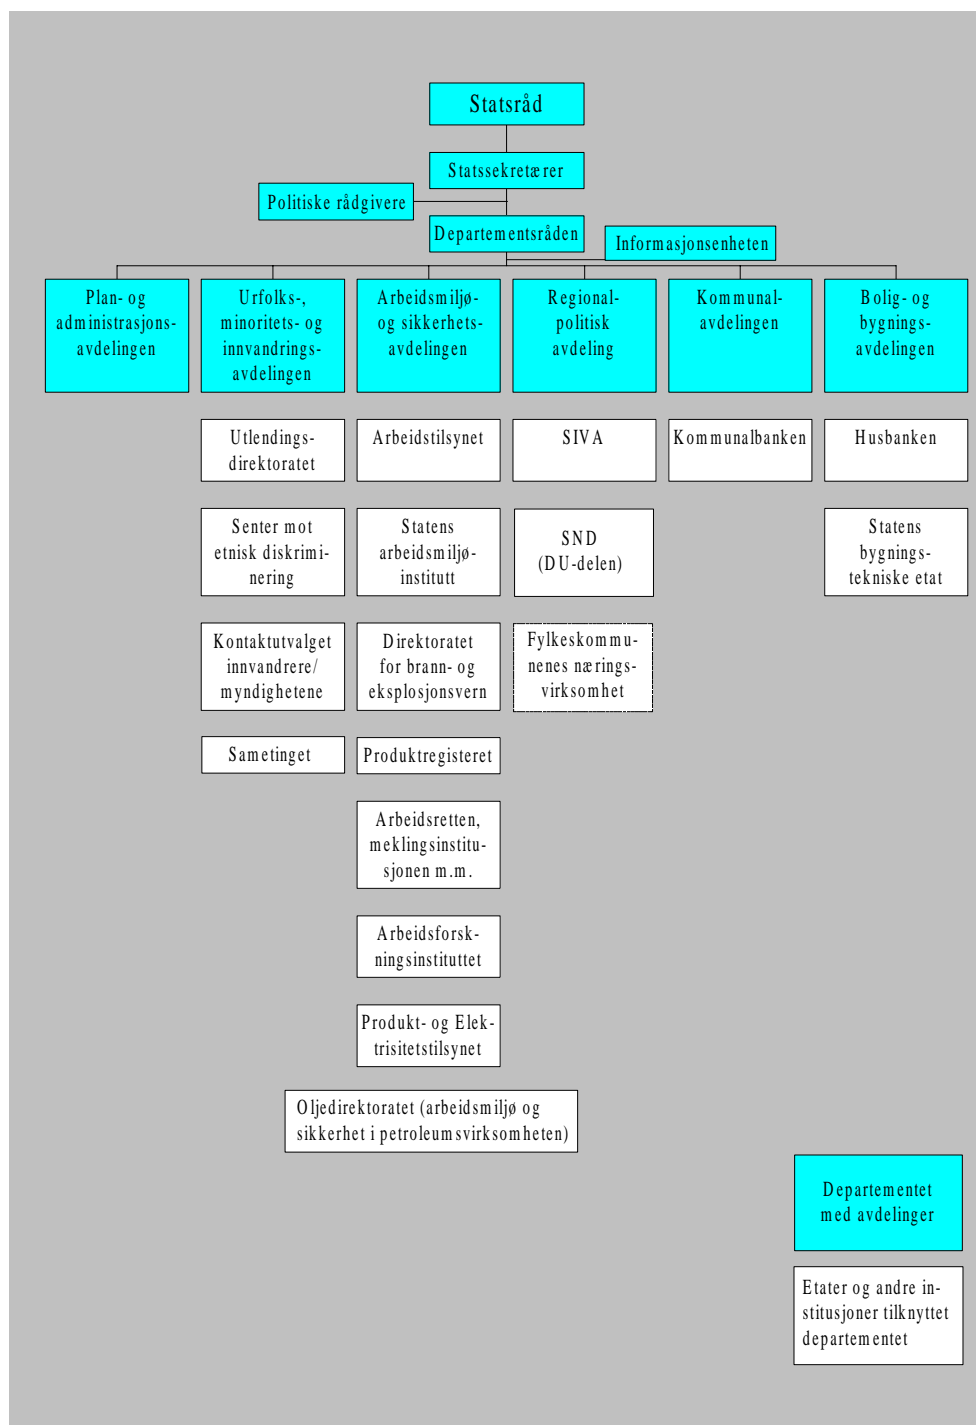 Statsråd
Statssekretærer
Politiske rådgivere
Departementsråden
Informasjonsenheten
Plan- og
administrasjons-
avdelingen
Urfolks-,
minoritets- og
innvandrings-
avdelingen
Arbeidsmiljø-
og sikkerhets-
avdelingen
Regional-
politisk
avdeling
Kommunal-
avdelingen
Bolig- og
bygnings-
avdelingen
Utlendings-
direktoratet
Arbeidstilsynet
SIVA
Kommunalbanken
Husbanken
Senter mot
etnisk diskrimi-
nering
Statens
arbeidsmiljø-
institutt
SND
(DU-delen)
Statens
bygnings-
tekniske etat
Kontaktutvalget
innvandrere/
myndighetene
Direktoratet
for brann- og
eksplosjonsvern
Fylkeskommu-
nenes nærings-
virksomhet
Sametinget
Produktregisteret
Arbeidsretten,
meklingsinstitu-
sjonen m.m.
Arbeidsforsk-
ningsinstituttet
Produkt- og Elek-
trisitetstilsynet
Oljedirektoratet (arbeidsmiljø og
sikkerhet i petroleumsvirksomheten)
Departementet
med avdelinger
Etater og andre in-
stitusjoner tilknyttet
departementet